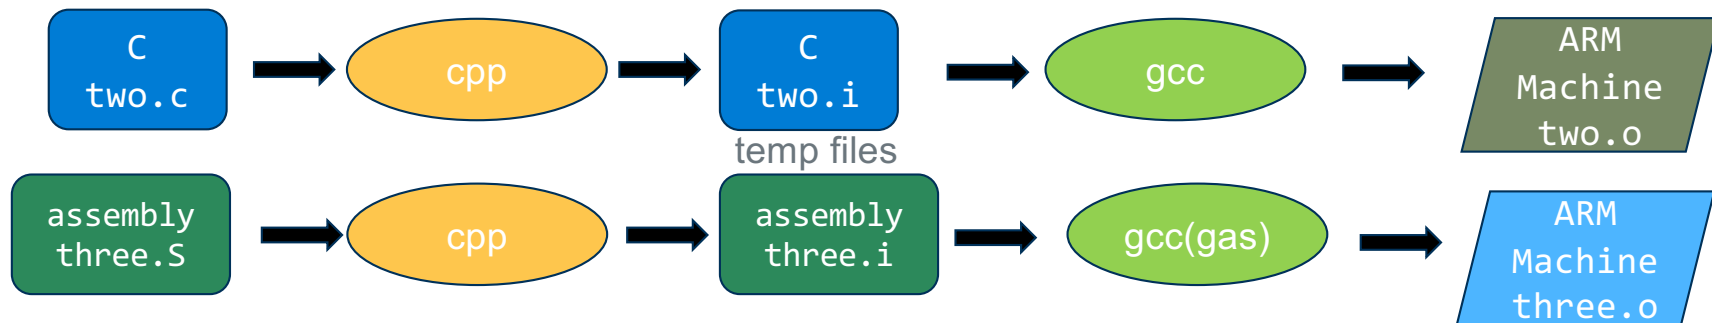 C
two.c
cpp
C
two.i
gcc
ARM
Machine
two.o
temp files
assembly
three.S
cpp
assembly
three.i
gcc(gas)
ARM
Machine
three.o